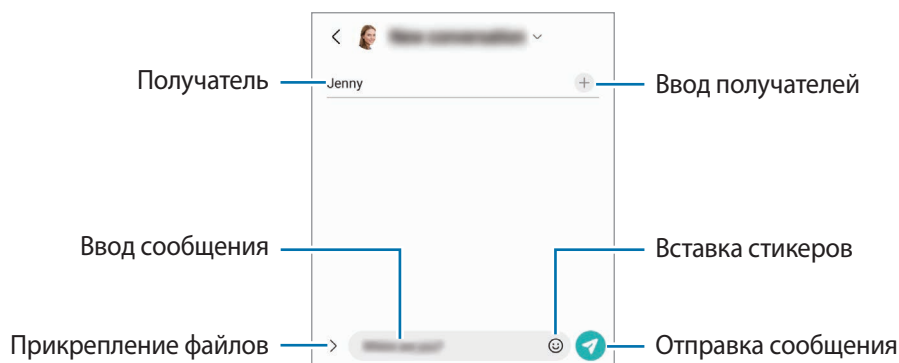 Получатель
Jenny
Ввод получателей
Ввод сообщения
Вставка стикеров
Прикрепление файлов
Отправка сообщения